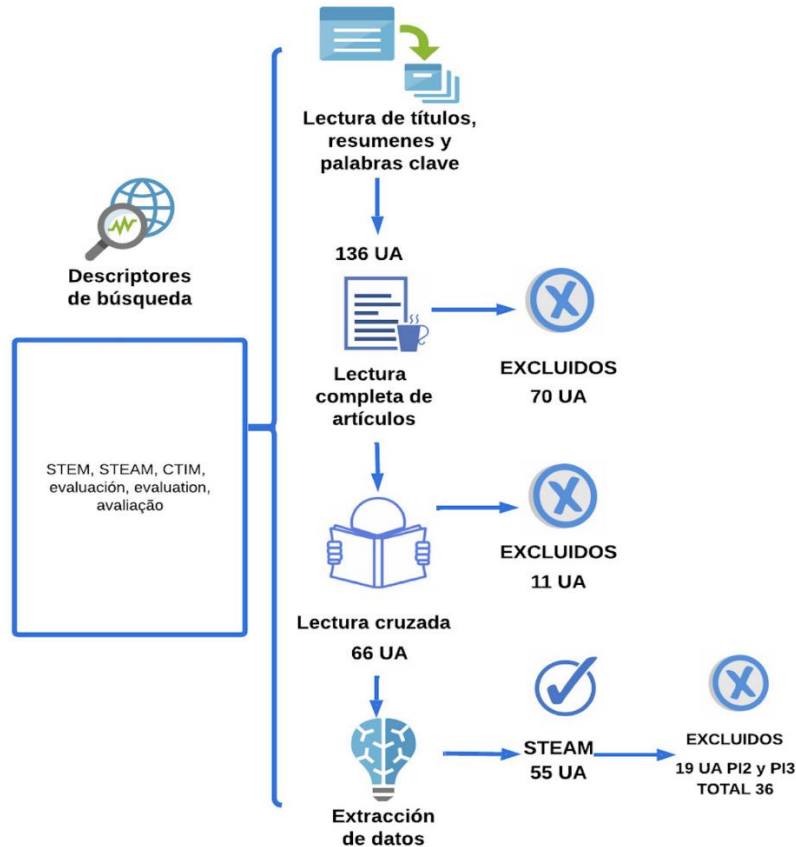 Lectura de títulos,
resumenes y
palabras clave
Descriptores
de búsqueda
STEM, STEAM, CTIM,
evaluación, evaluation,
avaliação
136 UA
Lectura
completa de
artículos
EXCLUIDOS
70 UA
Lectura cruzada
66 UA
EXCLUIDOS
11 UA
Extracción
de datos
STEAM
55 UA
EXCLUIDOS
19 UA PI2 y PI3
TOTAL 36